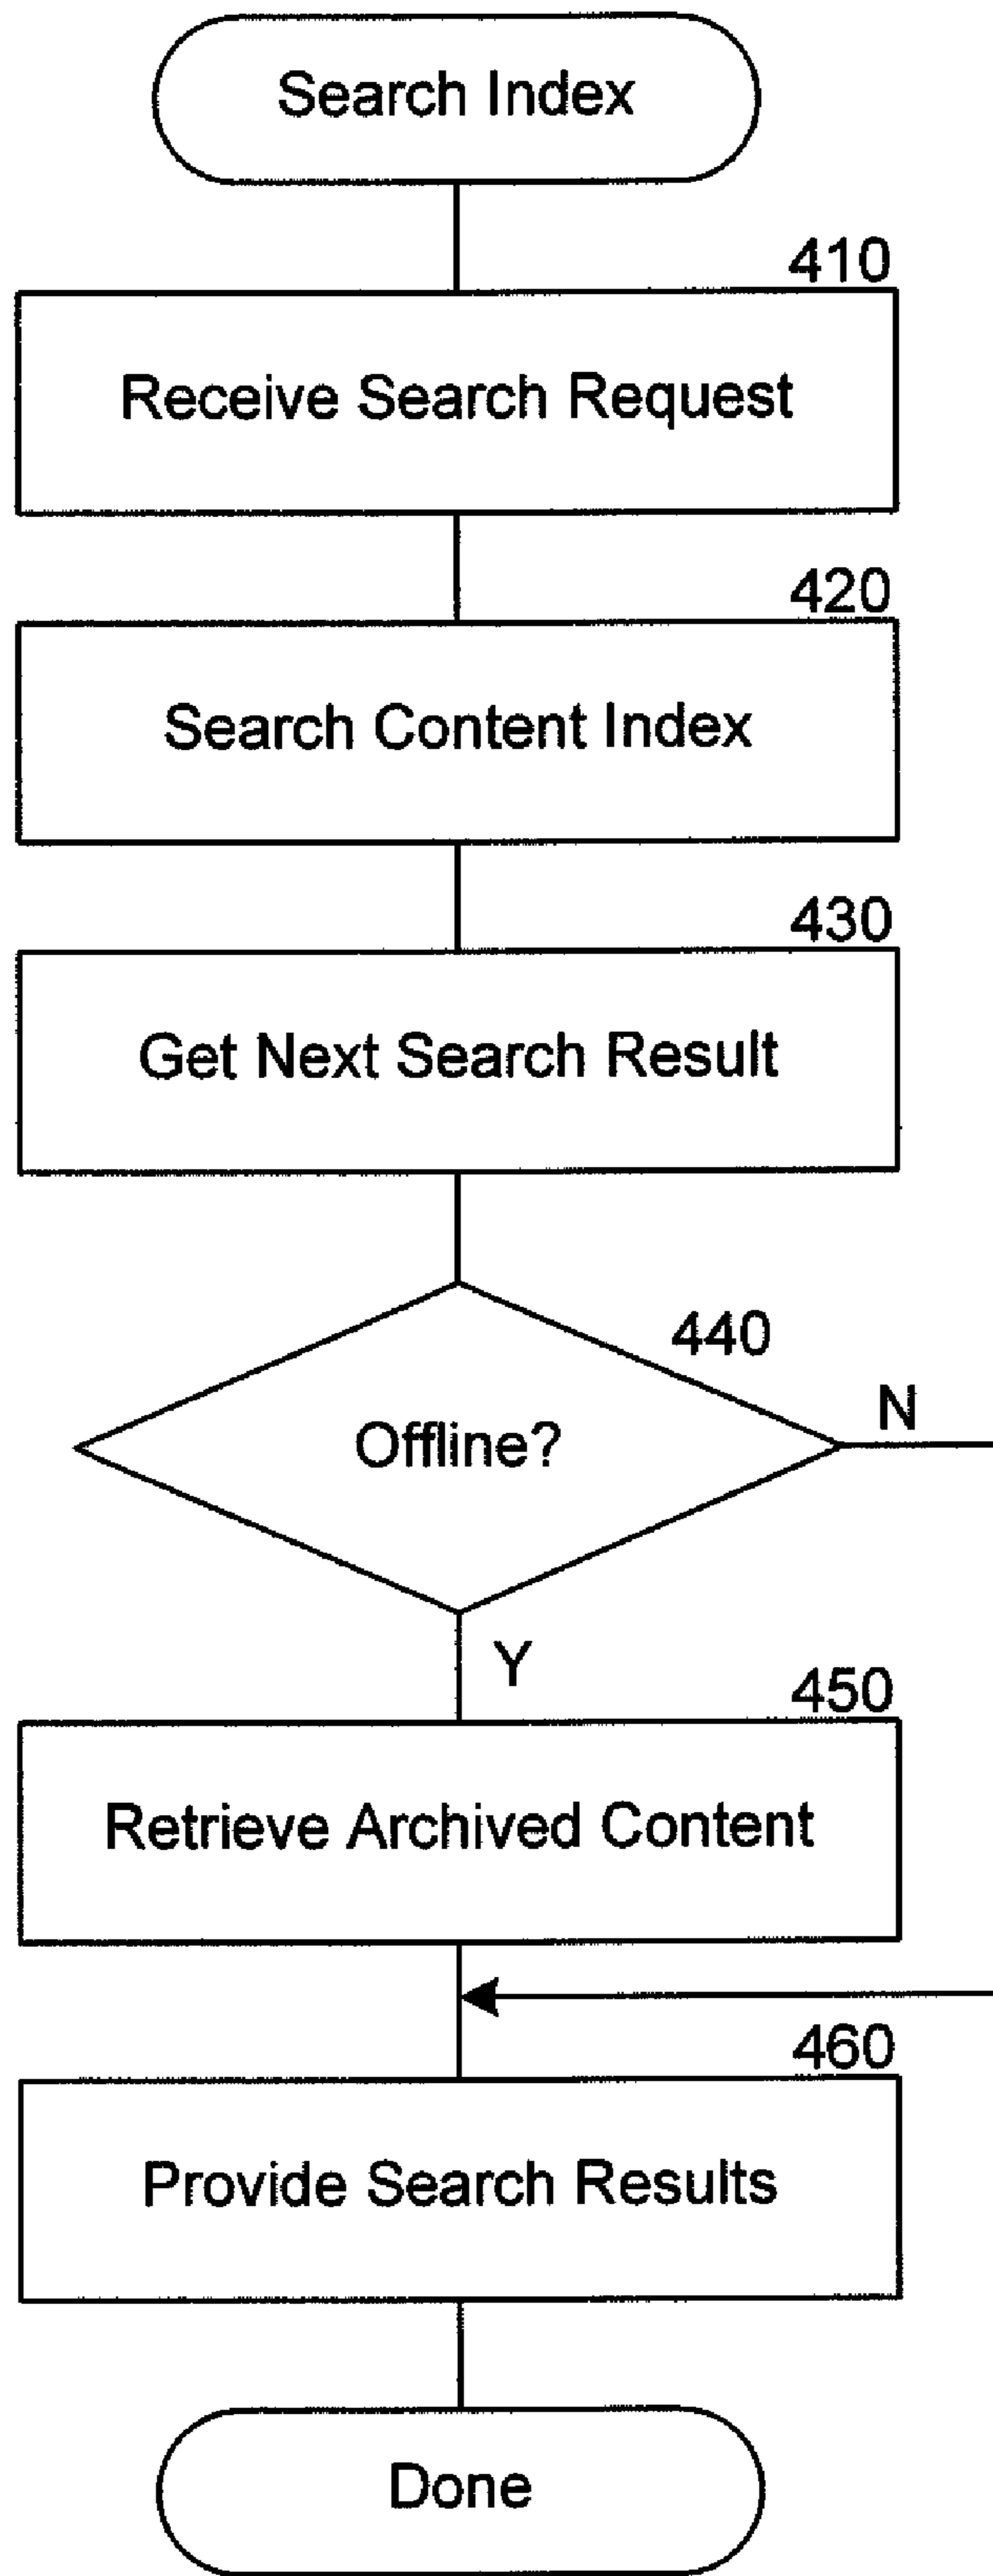 Search Index
410
Receive Search Request
420
Search Content Index
430
Get Next Search Result
440
Offline?
N
Y
450
Retrieve Archived Content
460
Provide Search Results
Done